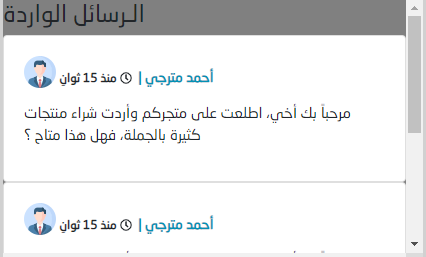 الرسائل الواردة
أحمد مترجي | منذ 15 ثوانِ
مرحباً بك أخي، اطلعت على متجركم وأردت شراء منتجات
كثيرة بالجملة، فهل هذا متاح ؟
أحمد مترجي | منذ 15 ثوانِ